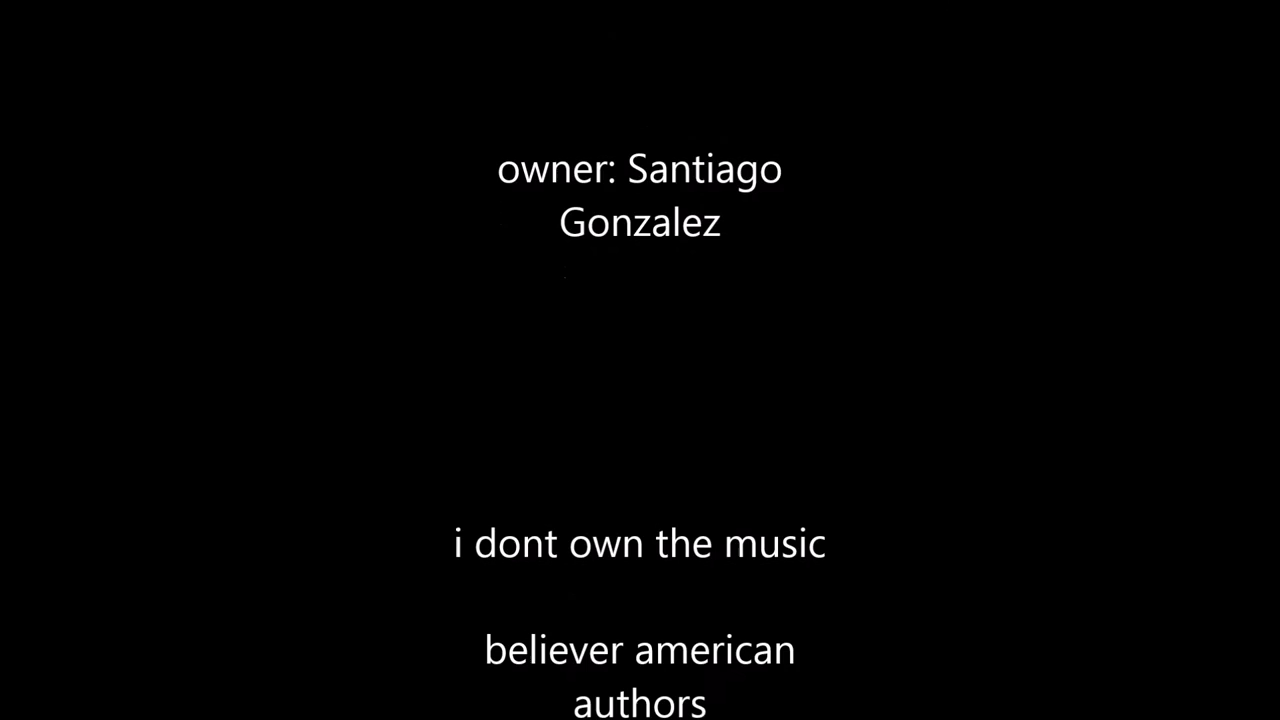 owner: Santiago
Gonzalez
i dont own the music
believer american
authors